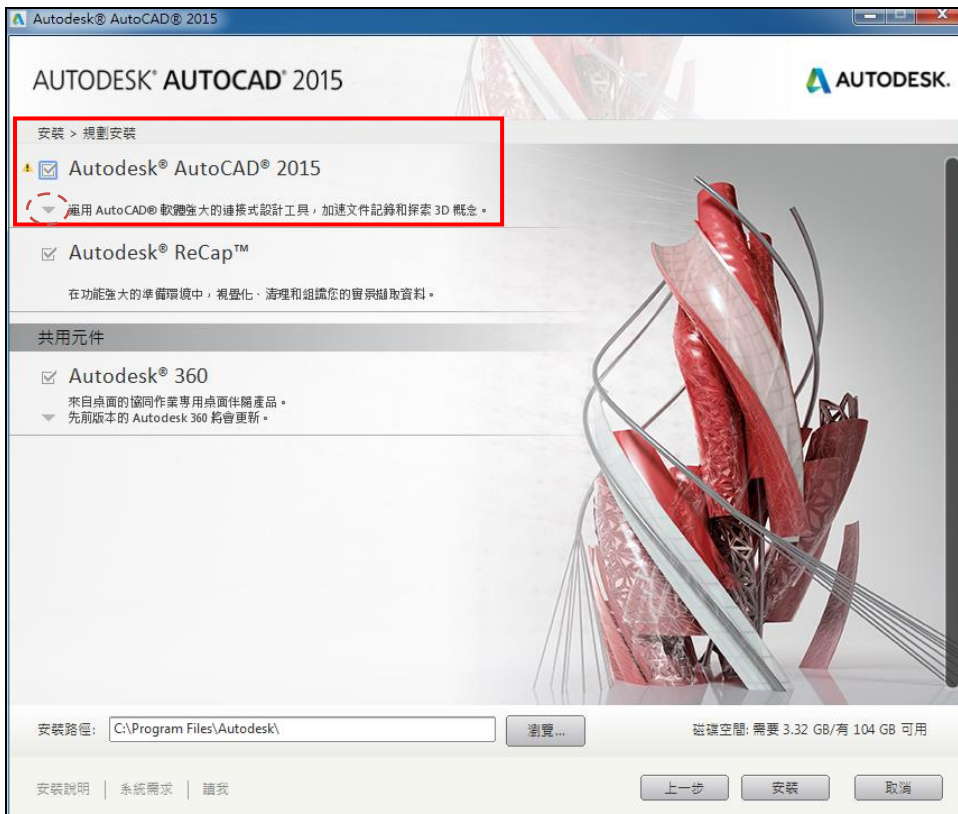 Autodesk® AutoCAD® 2015
AUTODESK® AUTOCAD® 2015
AUTODESK.
安裝 > 規劃安裝
Autodesk® AutoCAD® 2015
運用 AutoCAD® 軟體強大的連接式設計工具，加速文件記錄和探索 3D 概念。
Autodesk® ReCap™
在功能強大的準備環境中，視覺化、清理和組織您的實景擷取資料。
共用元件
Autodesk® 360
來自桌面的協同作業專用桌面伴隨產品。
先前版本的 Autodesk 360 將會更新。
安裝路徑: C:\Program Files\Autodesk\ 瀏覽... 磁碟空間: 需要 3.32 GB/有 104 GB 可用
安裝說明 | 系統需求 | 讀我 上一步 安裝 取消